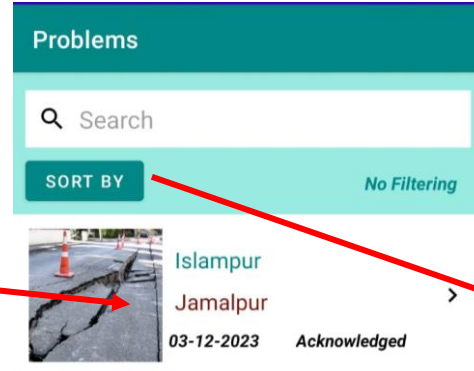 Problems
Search
SORT BY
No Filtering
Islampur
Jamalpur
03-12-2023 Acknowledged